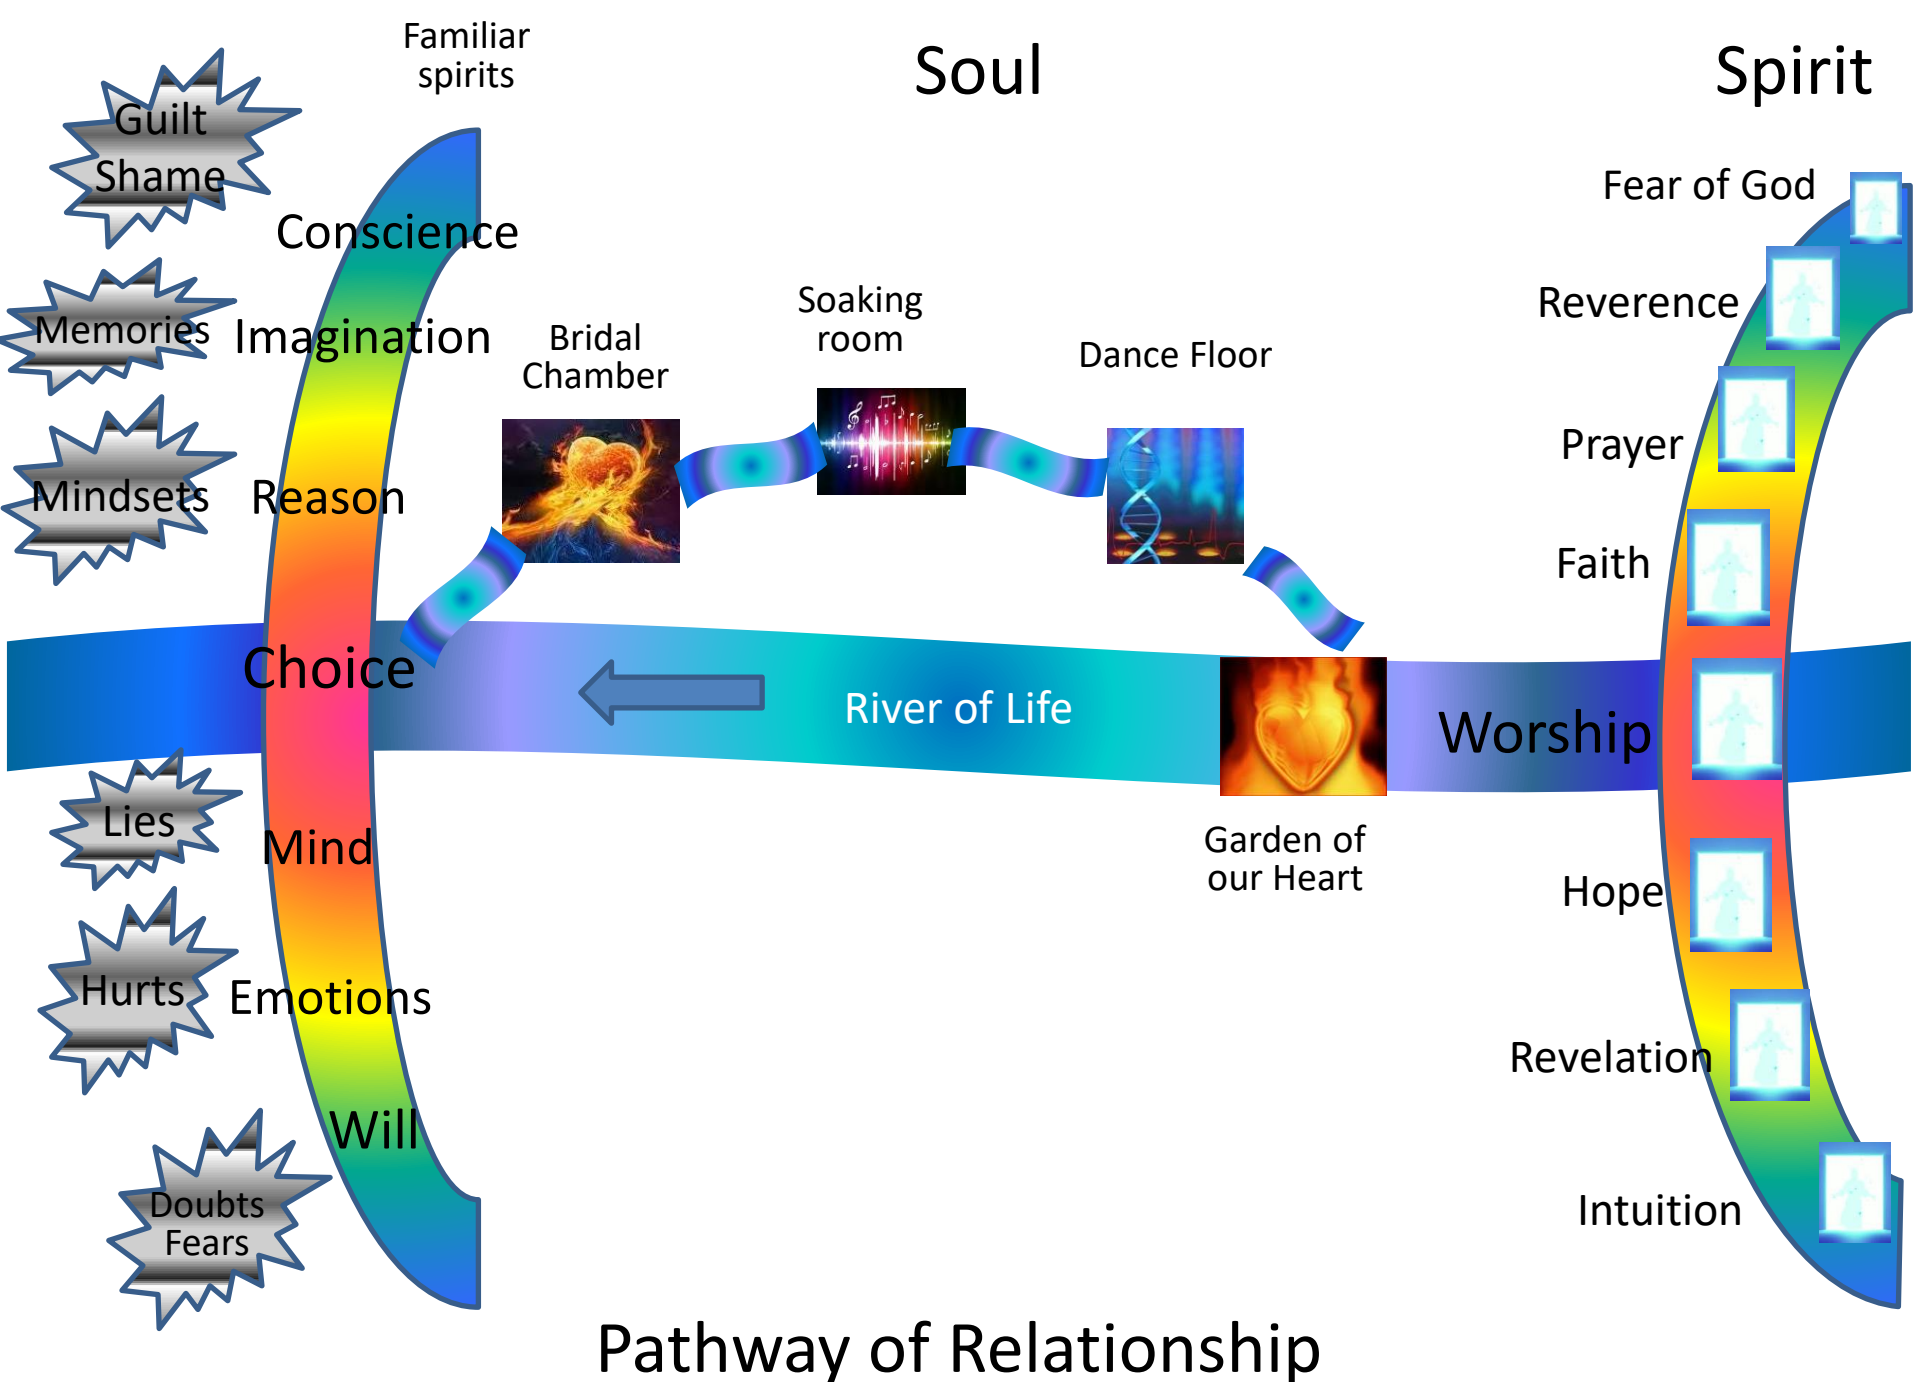 Familiar
spirits
Soul
Spirit
Guilt
Shame
Conscience
Fear of God
Memories
Imagination
Bridal
Chamber
Soaking
room
Dance Floor
Reverence
Mindsets
Reason
Prayer
Faith
Choice
River of Life
Worship
Lies
Mind
Garden of
our Heart
Hope
Hurts
Emotions
Revelation
Will
Doubts
Fears
Intuition
Pathway of Relationship